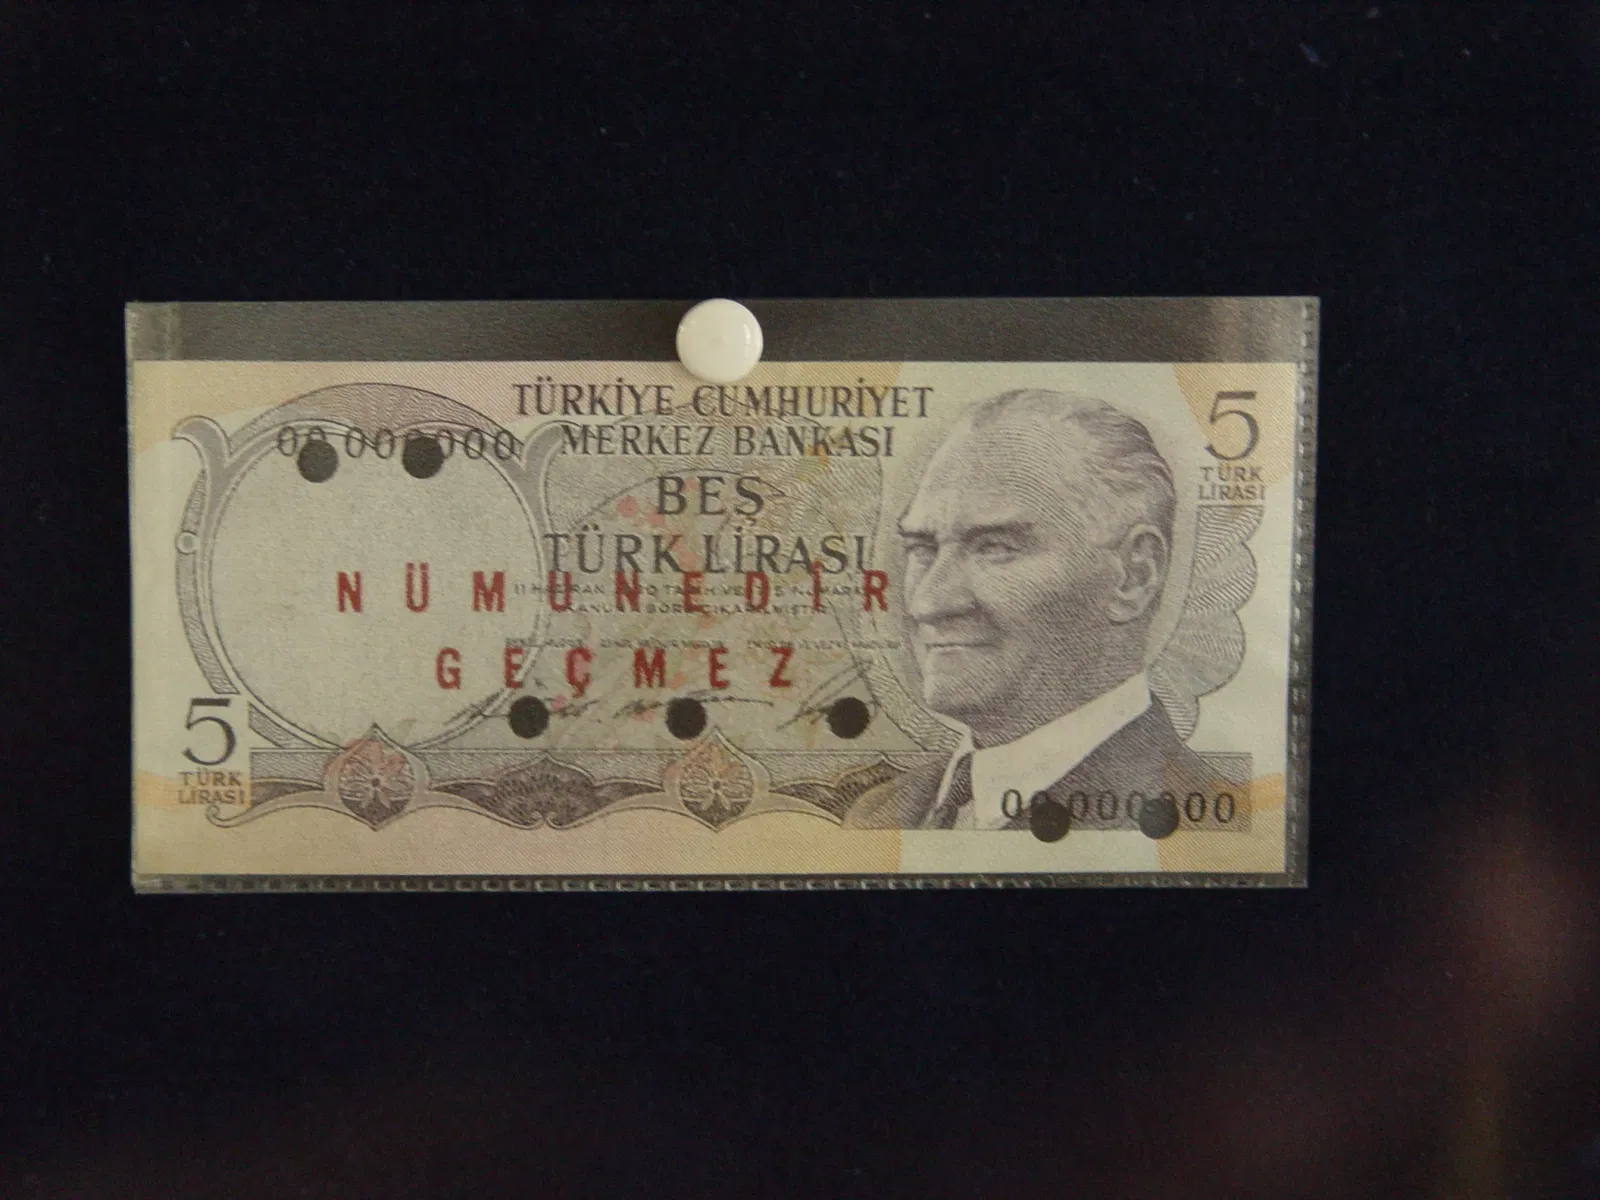 TÜRKİYE CUMHURİYET
MERKEZ BANKASI
BEŞ
TÜRK LİRASI
5
TÜRK
LİRASI
NÜMUNEDİR
GEÇMEZ
5
TÜRK
LİRASI